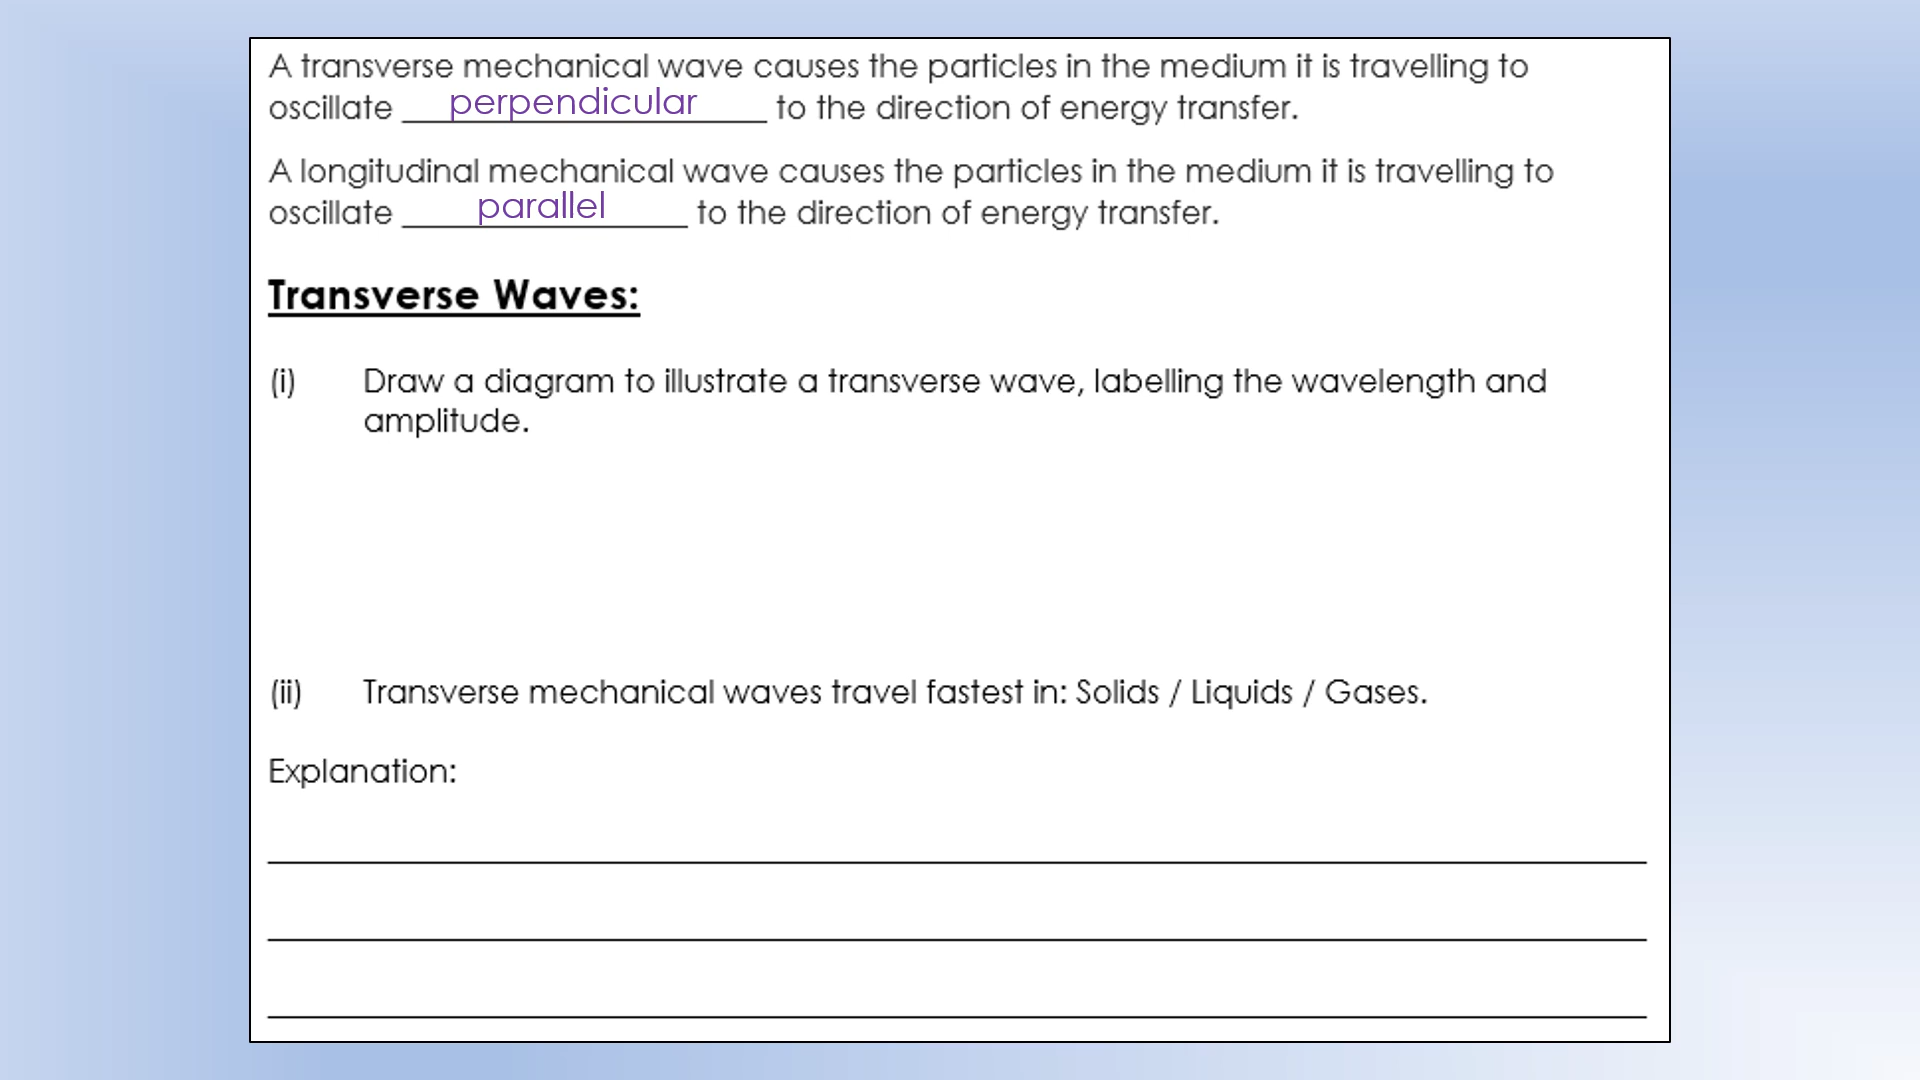 A transverse mechanical wave causes the particles in the medium it is travelling to
oscillate perpendicular to the direction of energy transfer.
A longitudinal mechanical wave causes the particles in the medium it is travelling to
oscillate parallel to the direction of energy transfer.
Transverse Waves:
(i) Draw a diagram to illustrate a transverse wave, labelling the wavelength and
amplitude.
(ii) Transverse mechanical waves travel fastest in: Solids / Liquids / Gases.
Explanation: